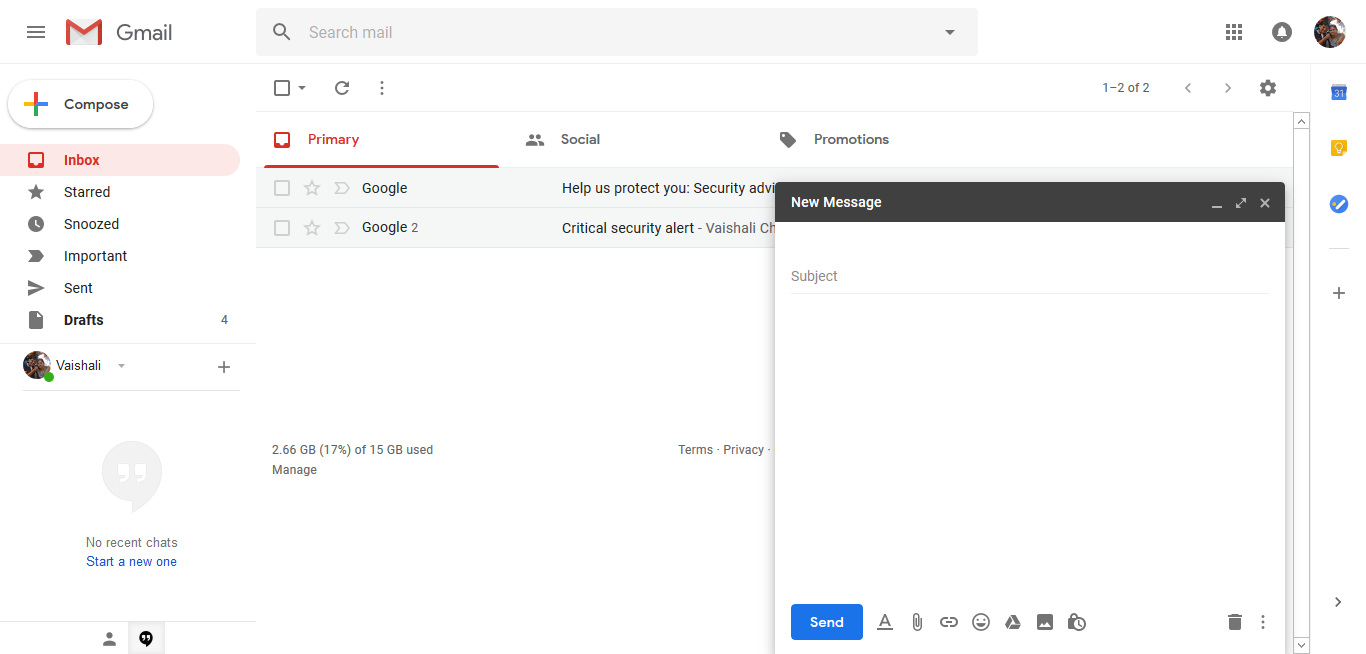 Gmail
Search mail
Compose
1–2 of 2
31
Primary
Social
Promotions
Inbox
Starred
Snoozed
Important
Sent
Drafts 4
Google Help us protect you: Security advi
Google 2 Critical security alert - Vaishali Ch
New Message
Subject
Vaishali
2.66 GB (17%) of 15 GB used
Manage
Terms · Privacy ·
No recent chats
Start a new one
Send